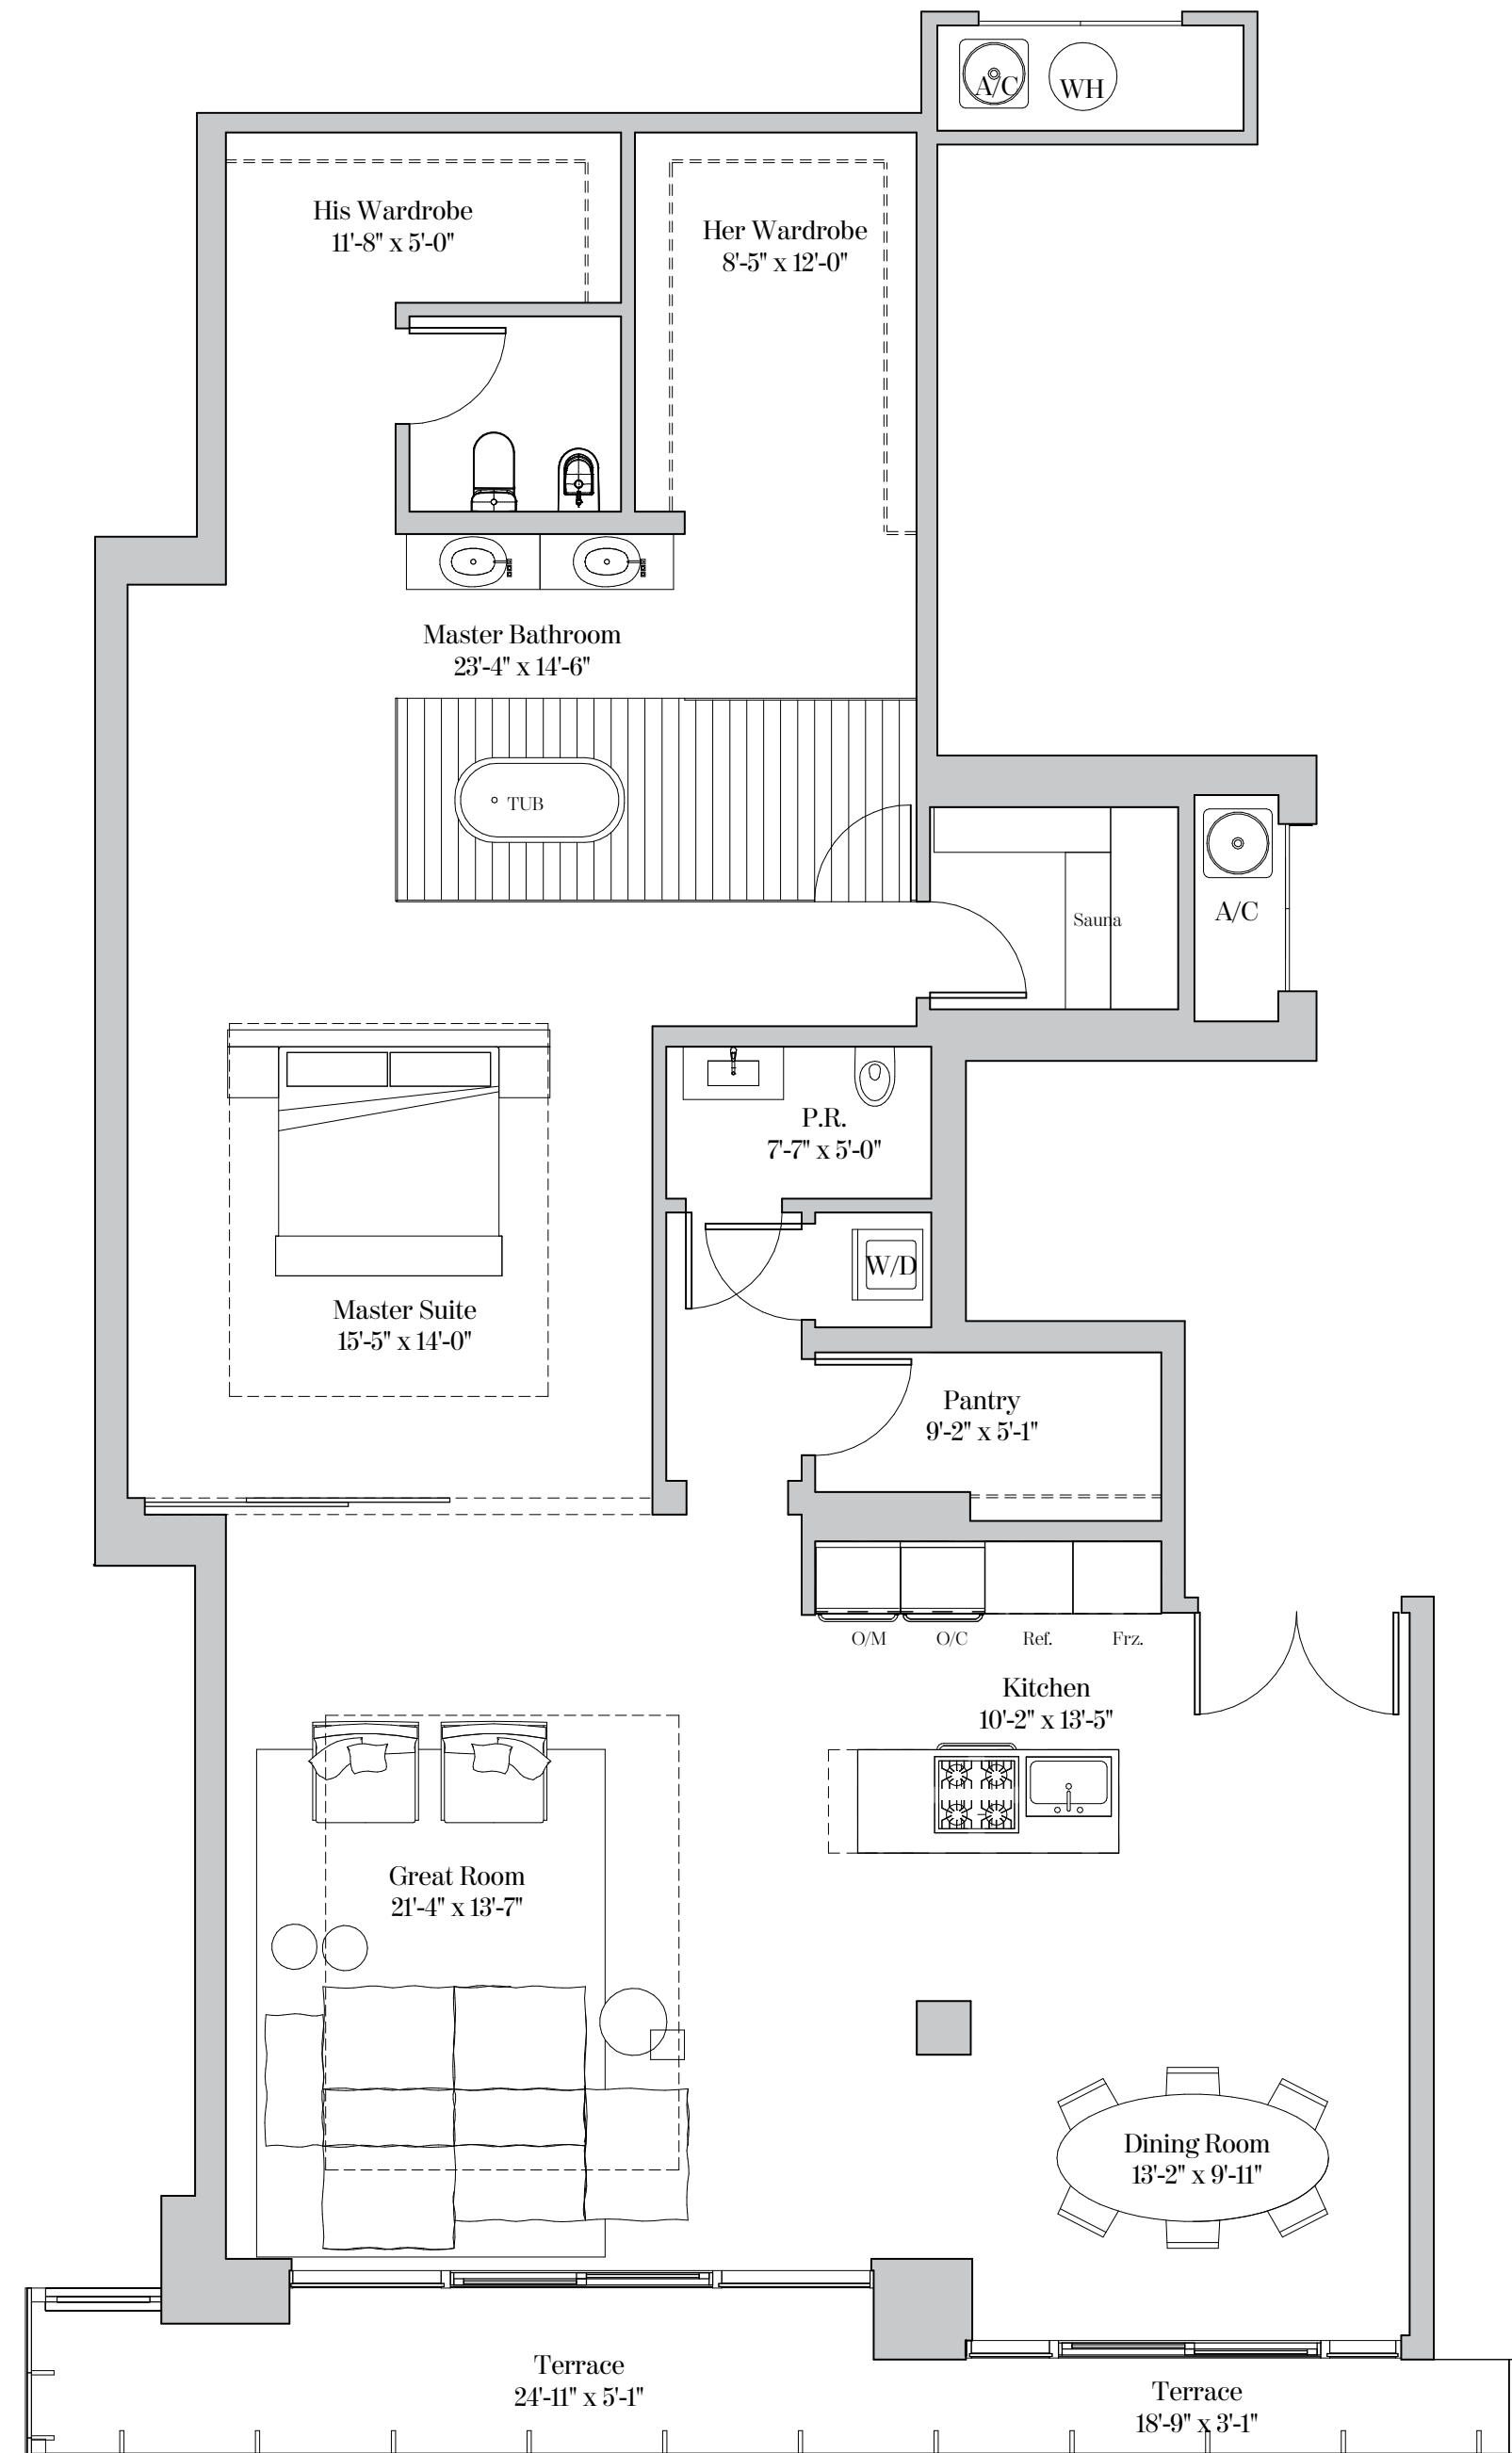 A/C
WH
His Wardrobe
11'-8" x 5'-0"
Her Wardrobe
8'-5" x 12'-0"
Master Bathroom
23'-4" x 14'-6"
TUB
Sauna
A/C
P.R.
7'-7" x 5'-0"
W/D
Master Suite
15'-5" x 14'-0"
Pantry
9'-2" x 5'-1"
O/M
O/C
Ref.
Frz.
Kitchen
10'-2" x 13'-5"
Great Room
21'-4" x 13'-7"
Dining Room
13'-2" x 9'-11"
Terrace
24'-11" x 5'-1"
Terrace
18'-9" x 3'-1"